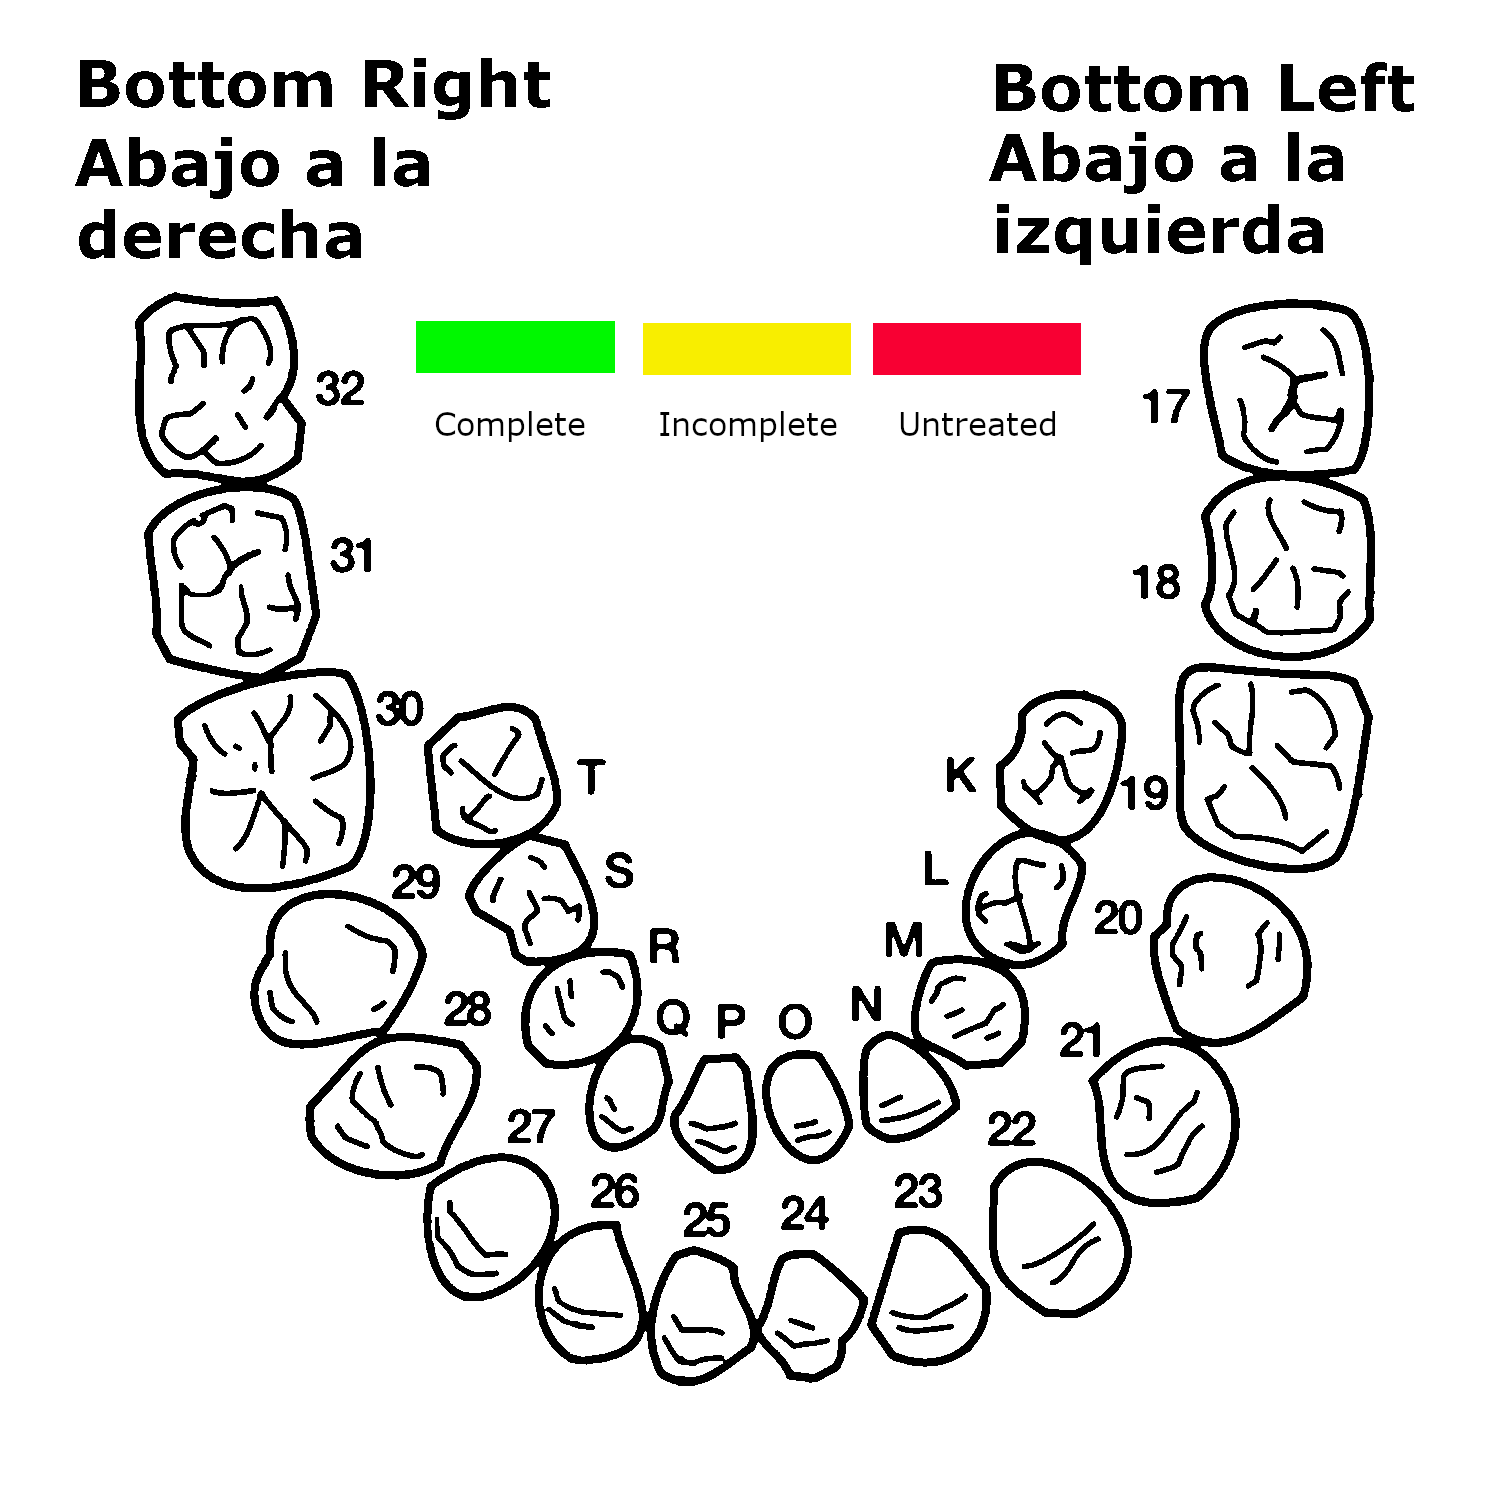 Bottom Right
Abajo a la
derecha
Bottom Left
Abajo a la
izquierda
Complete
Incomplete
Untreated
32
31
30
29
28
27
26
25
24
23
22
21
20
19
18
17
T
S
R
Q
P
O
N
M
L
K